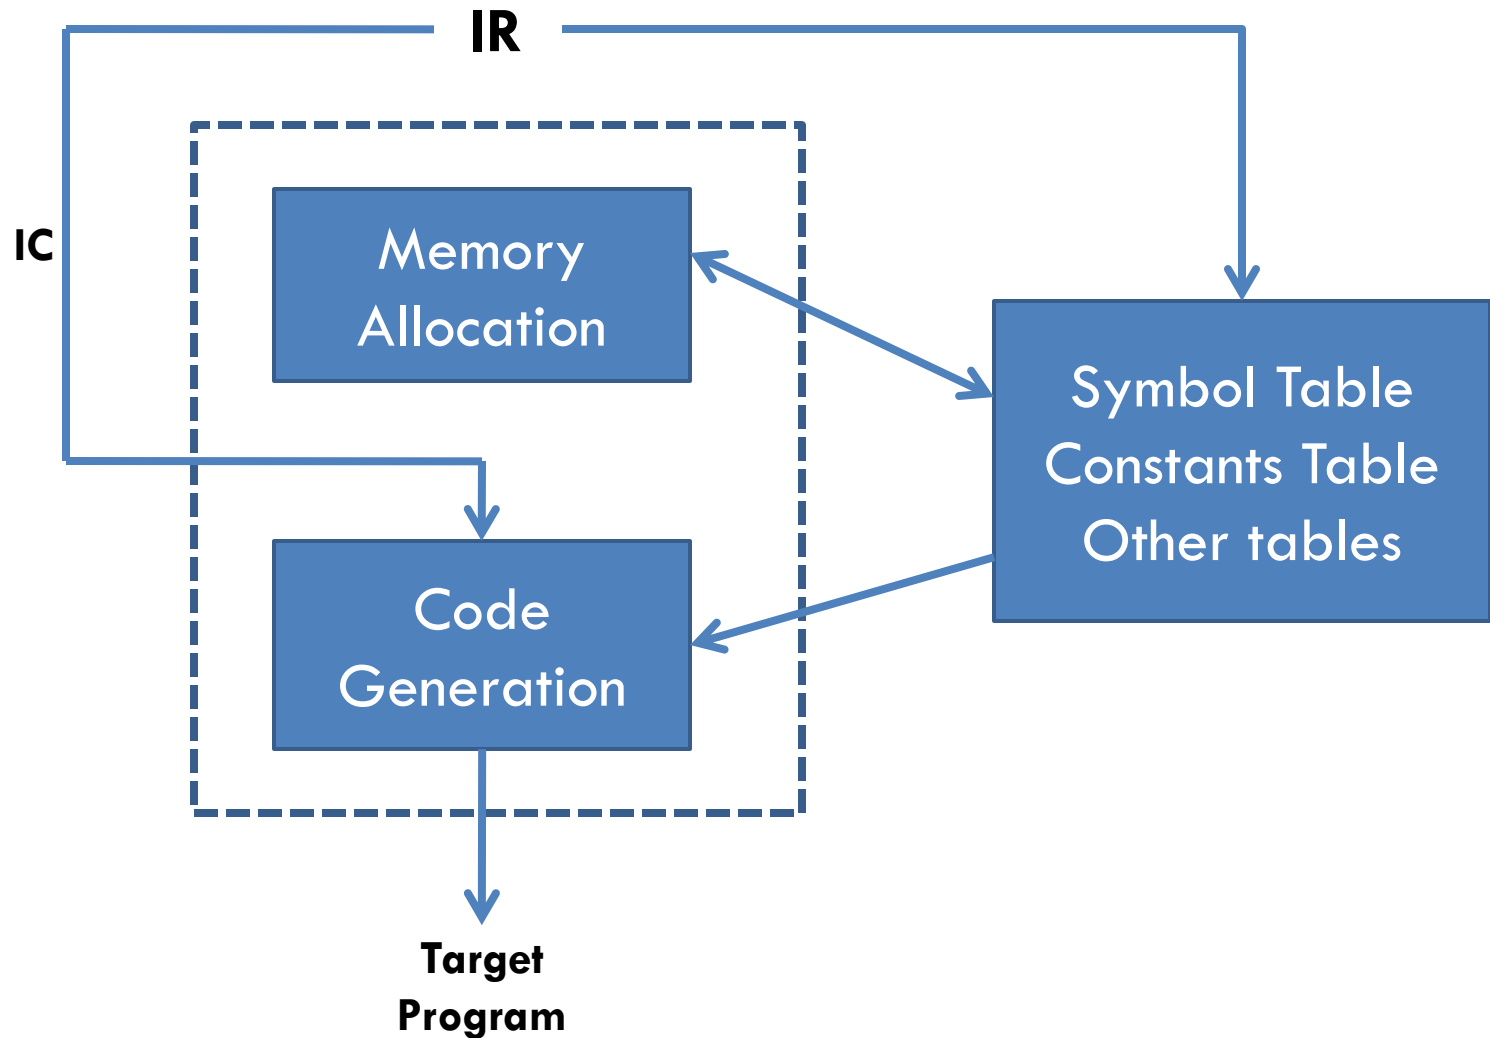 IR
IC
Memory
Allocation
Symbol Table
Constants Table
Other tables
Code
Generation
Target
Program